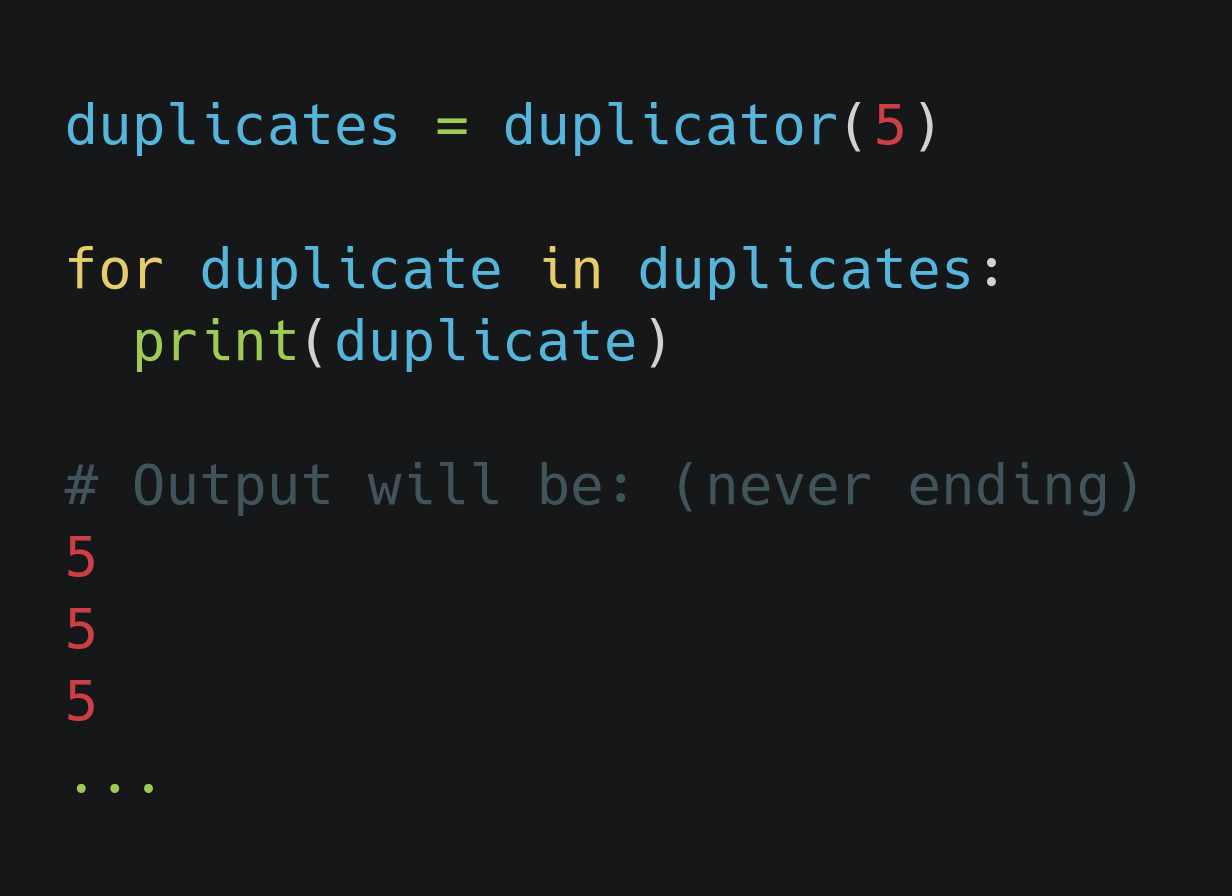 duplicates = duplicator(5)
for duplicate in duplicates:
  print(duplicate)
# Output will be: (never ending)
5
5
5
...